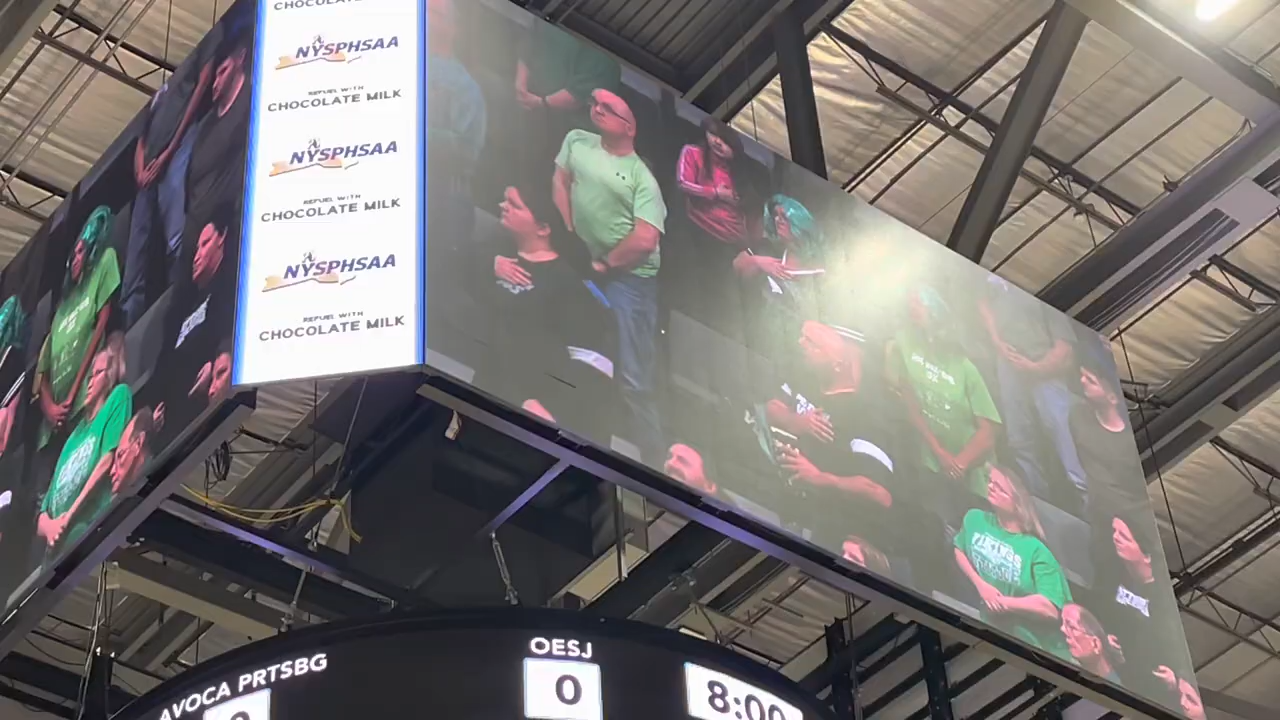 CHOCOLATE
NYSPHSAA
REFUEL WITH
CHOCOLATE MILK
NYSPHSAA
REFUEL WITH
CHOCOLATE MILK
NYSPHSAA
REFUEL WITH
CHOCOLATE MILK
VIKINGS
AVOCA PRTSBG
OESJ
0
8:00